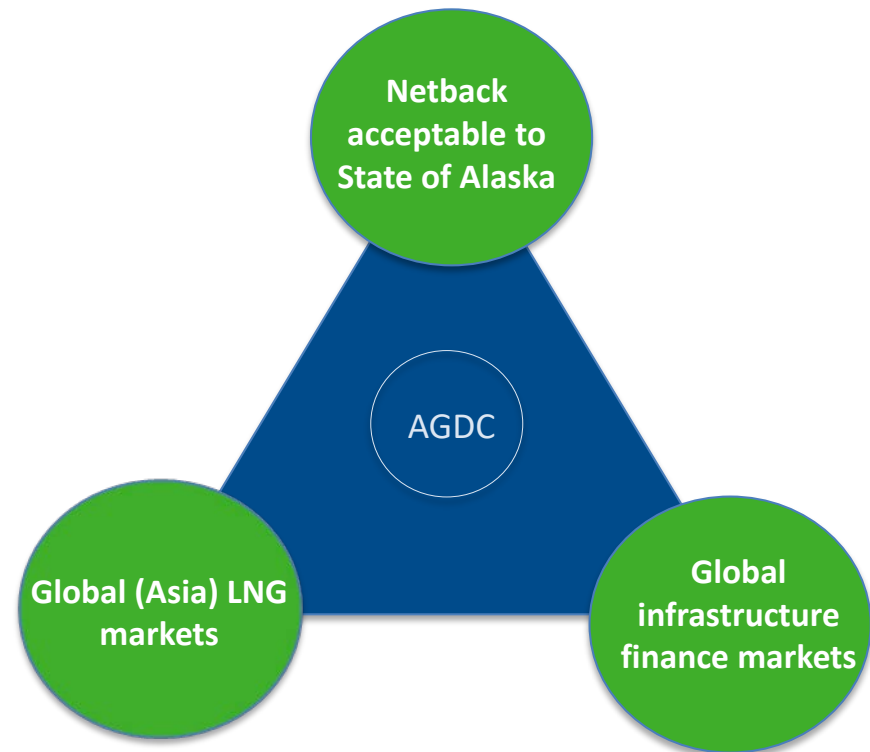 Netback
acceptable to
State of Alaska
AGDC
Global (Asia) LNG
markets
Global
infrastructure
finance markets